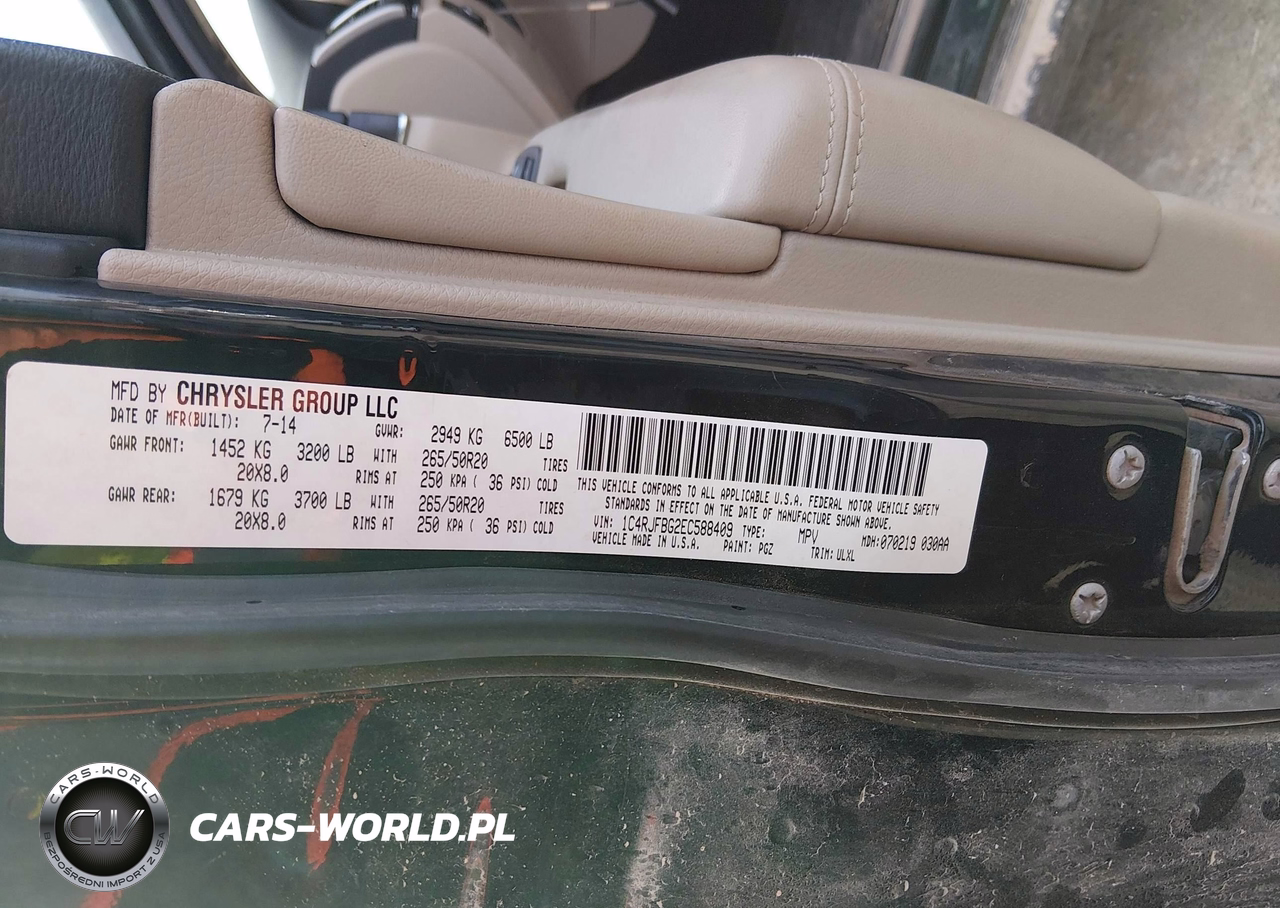 MFD BY CHRYSLER GROUP LLC
DATE OF MFR(BUILT): 7-14 GVWR: 2949 KG 6500 LB
GAWR FRONT: 1452 KG 3200 LB WITH 265/50R20 TIRES
20X8.0 RIMS AT 250 KPA ( 36 PSI) COLD
GAWR REAR: 1679 KG 3700 LB WITH 265/50R20 TIRES
20X8.0 RIMS AT 250 KPA ( 36 PSI) COLD
THIS VEHICLE CONFORMS TO ALL APPLICABLE U.S.A. FEDERAL MOTOR VEHICLE SAFETY
STANDARDS IN EFFECT ON THE DATE OF MANUFACTURE SHOWN ABOVE.
VIN: 1C4RJFBG2EC588409 TYPE: MPV MDH:070219 030AA
VEHICLE MADE IN U.S.A. PAINT: PGZ TRIM: ULXL
CARS-WORLD
CW
BEZPOŚREDNI IMPORT Z USA
CARS-WORLD.PL